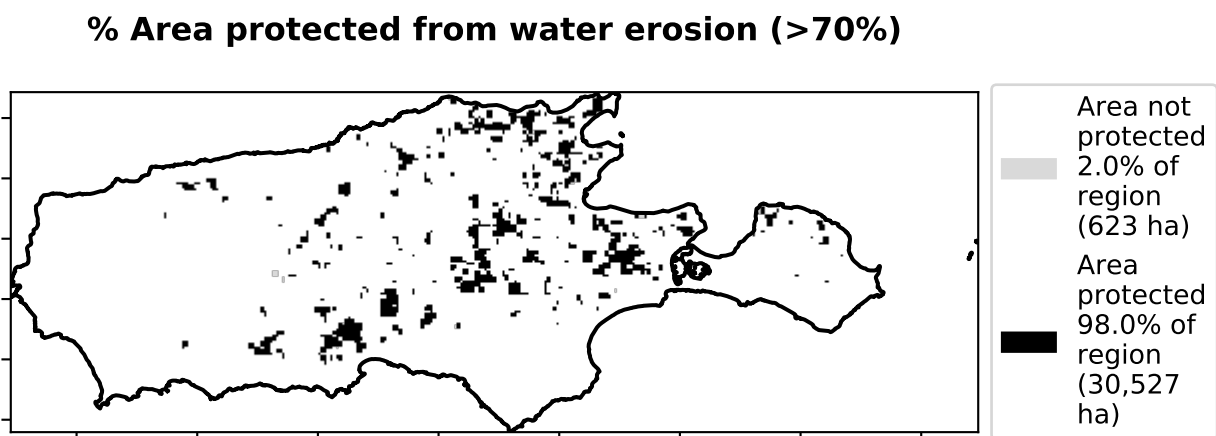 % Area protected from water erosion (>70%)
Area not
protected
2.0% of
region
(623 ha)
Area
protected
98.0% of
region
(30,527
ha)